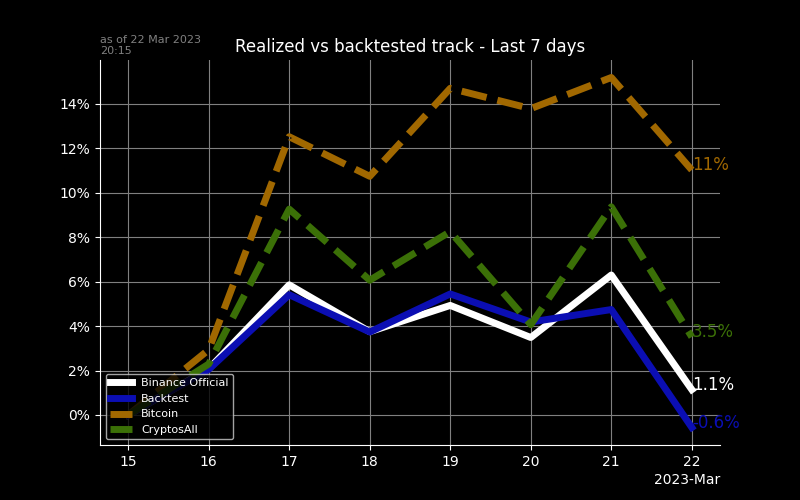 as of 22 Mar 2023
20:15
Realized vs backtested track - Last 7 days
14%
12%
10%
8%
6%
4%
2%
0%
11%
3.5%
1.1%
-0.6%
Binance Official
Backtest
Bitcoin
CryptosAll
15 16 17 18 19 20 21 22
2023-Mar